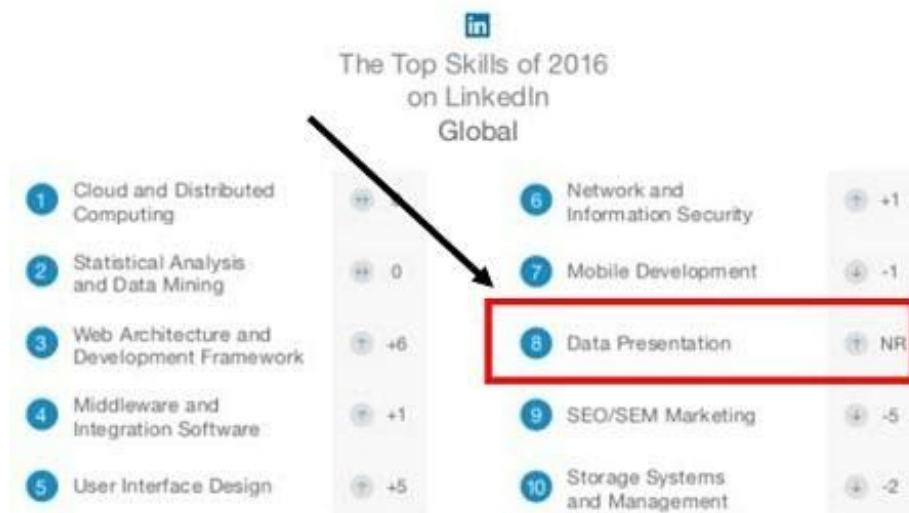 in
The Top Skills of 2016
on LinkedIn
Global
1 Cloud and Distributed
Computing
2 Statistical Analysis
and Data Mining
0
3 Web Architecture and
Development Framework
+6
4 Middleware and
Integration Software
+1
5 User Interface Design
+5
6 Network and
Information Security
+1
7 Mobile Development
-1
8 Data Presentation
NR
9 SEO/SEM Marketing
-5
10 Storage Systems
and Management
-2